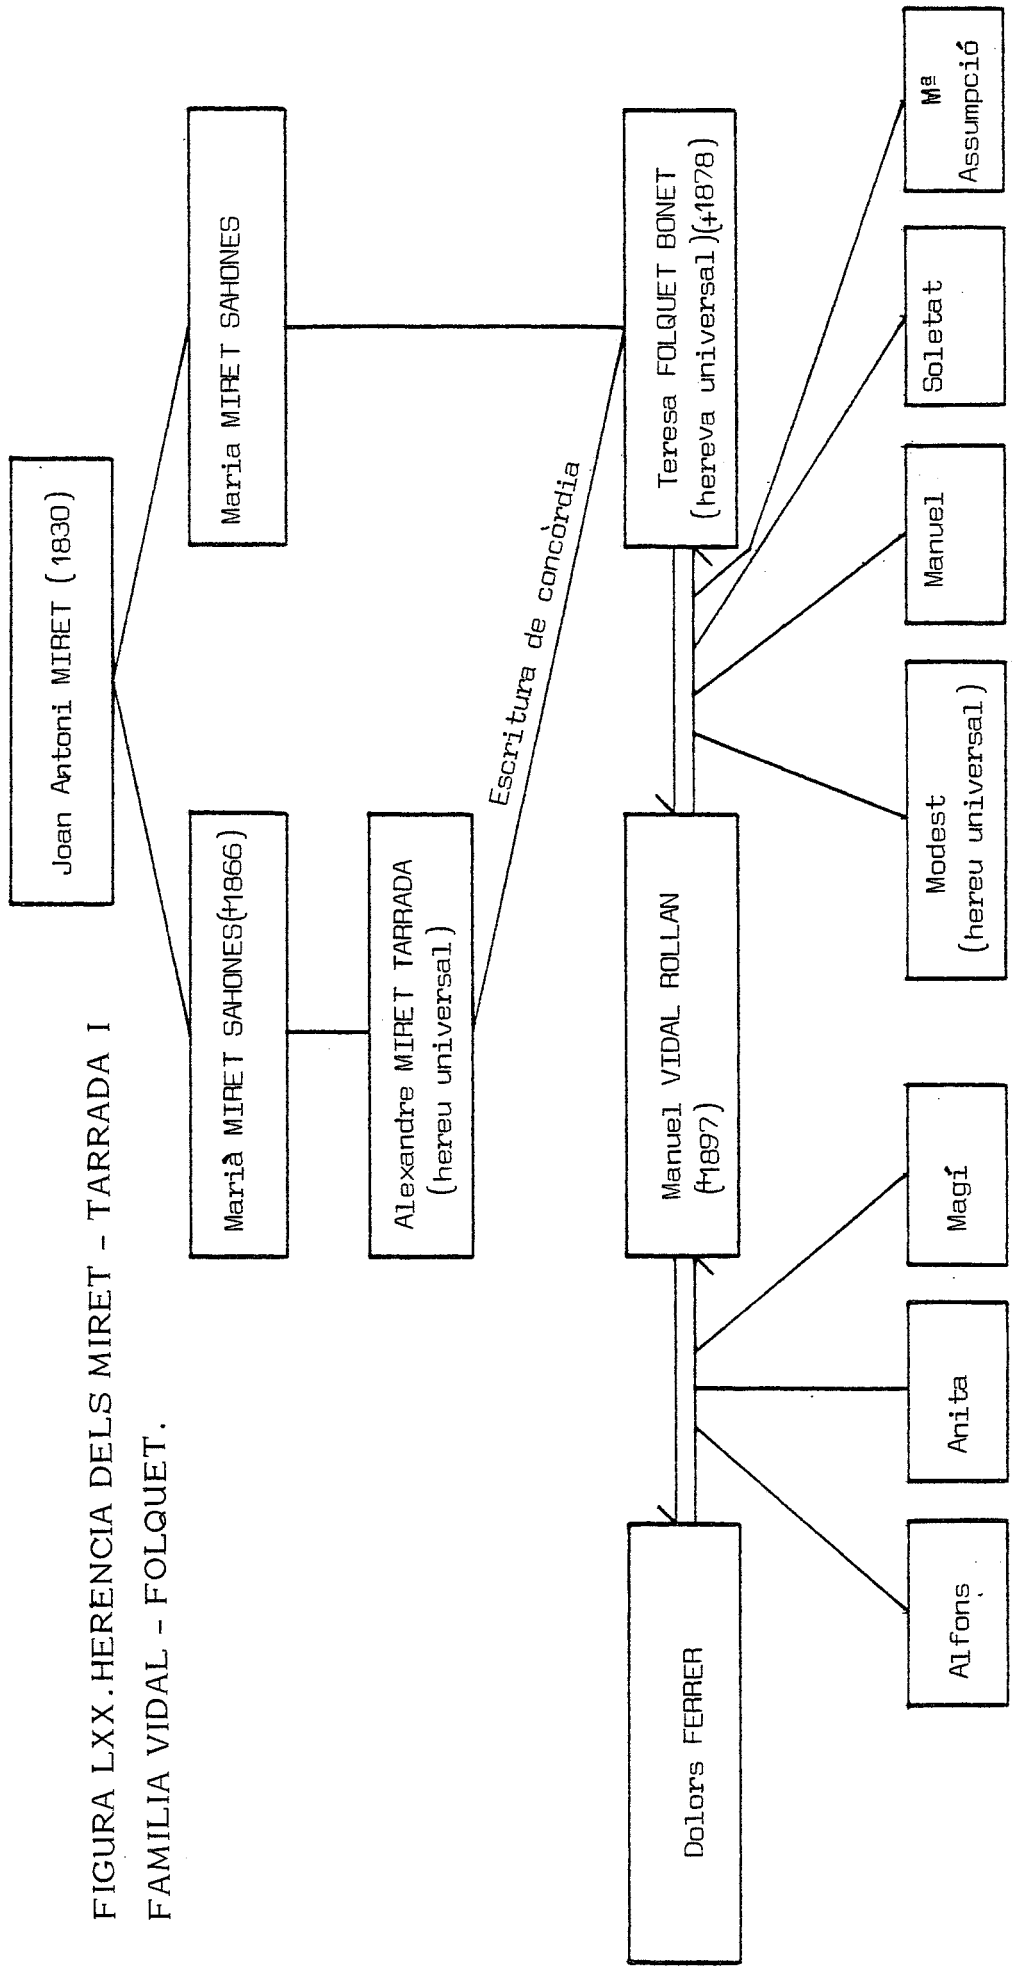 FIGURA LXX.HERENCIA DELS MIRET - TARRADA I
FAMILIA VIDAL - FOLQUET.
Joan Antoni MIRET (1830)
Marià MIRET SAHONES(+1866)
Maria MIRET SAHONES
Alexandre MIRET TARRADA
(hereu universal)
Escritura de concòrdia
Dolors FERRER
Manuel VIDAL ROLLAN
(+1897)
Teresa FOLQUET BONET
(hereva universal)(+1878)
Alfons
Anita
Magí
Modest
(hereu universal)
Manuel
Soletat
Mª
Assumpció